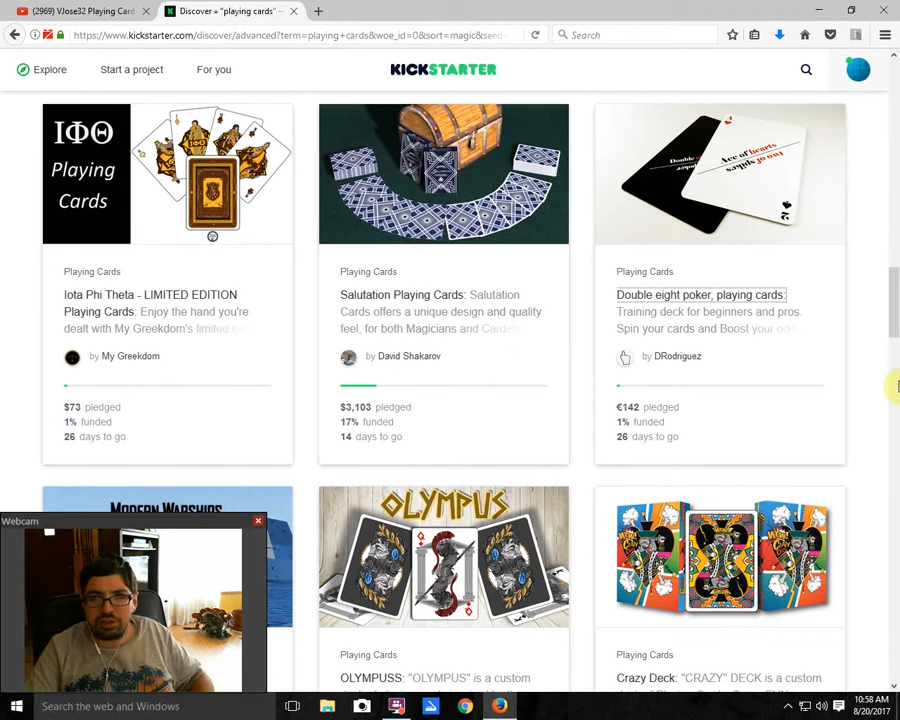 (2969) VJose32 Playing Card
Discover » "playing cards" –
https://www.kickstarter.com/discover/advanced?term=playing+cards&woe_id=0&sort=magic&seed
Search
Explore
Start a project
For you
KICKSTARTER
ΙΦΘ
Playing
Cards
Ace of hearts
two of spikes
Double
Playing Cards
Iota Phi Theta - LIMITED EDITION
Playing Cards: Enjoy the hand you're
dealt with My Greekdom's limited
by My Greekdom
$73 pledged
1% funded
26 days to go
Playing Cards
Salutation Playing Cards: Salutation
Cards offers a unique design and quality
feel, for both Magicians and Cardists
by David Shakarov
$3,103 pledged
17% funded
14 days to go
Playing Cards
Double eight poker, playing cards:
Training deck for beginners and pros.
Spin your cards and Boost your odds
by DRodriguez
€142 pledged
1% funded
26 days to go
MODERN WARSHIPS
OLYMPUS
Playing Cards
OLYMPUSS: "OLYMPUS" is a custom
Playing Cards
Crazy Deck: "CRAZY" DECK is a custom
Webcam
Search the web and Windows
10:58 AM
8/20/2017